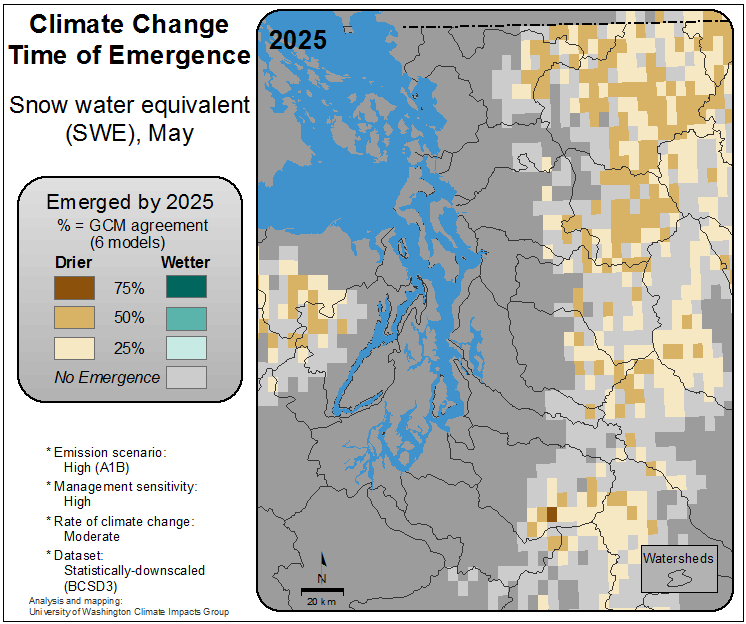 Climate Change
Time of Emergence
Snow water equivalent
(SWE), May
Emerged by 2025
% = GCM agreement
(6 models)
Drier Wetter
75%
50%
25%
No Emergence
* Emission scenario:
High (A1B)
* Management sensitivity:
High
* Rate of climate change:
Moderate
* Dataset:
Statistically-downscaled
(BCSD3)
Analysis and mapping:
University of Washington Climate Impacts Group
2025
N
20 km
Watersheds